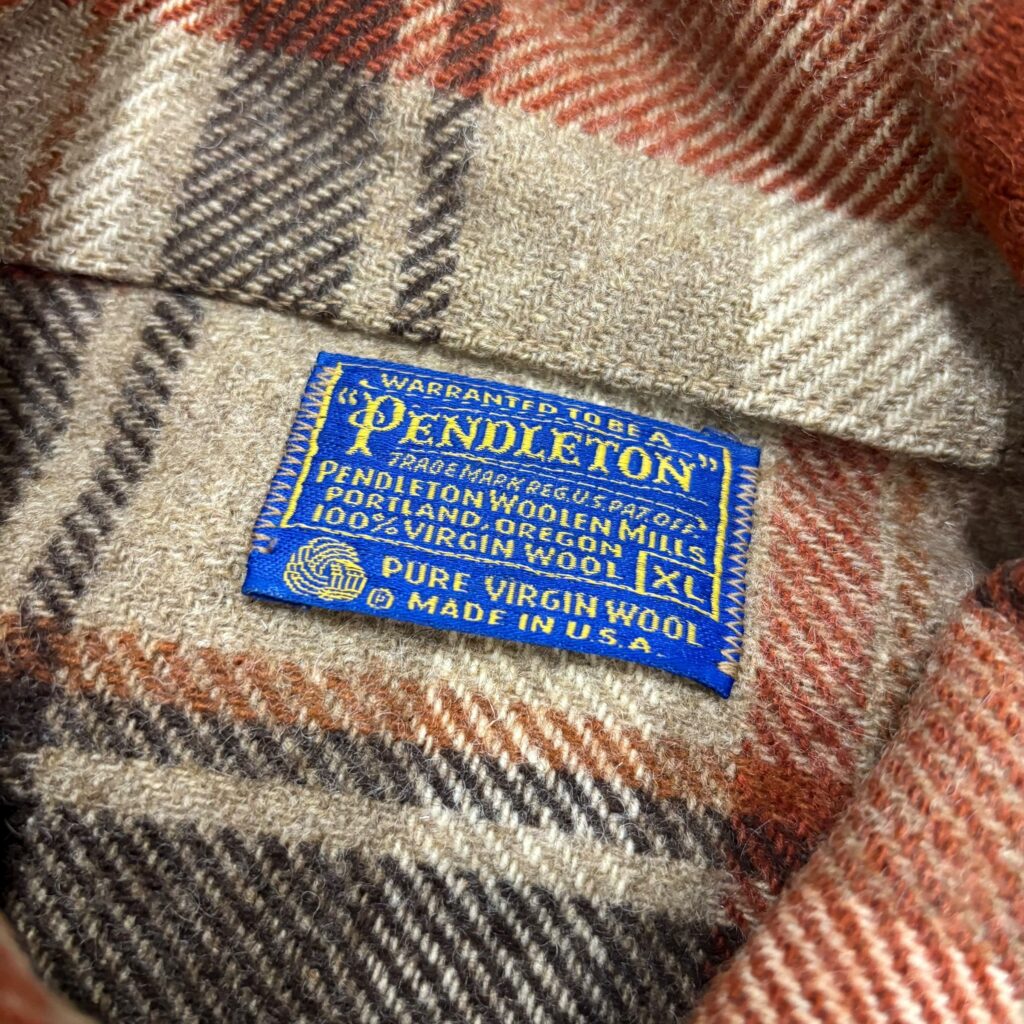 WARRANTED TO BE A
"PENDLETON"
TRADE MARK REG. U.S. PAT. OFF.
PENDLETON WOOLEN MILLS
PORTLAND, OREGON
100% VIRGIN WOOL XL
PURE VIRGIN WOOL
Ⓟ MADE IN U.S.A.